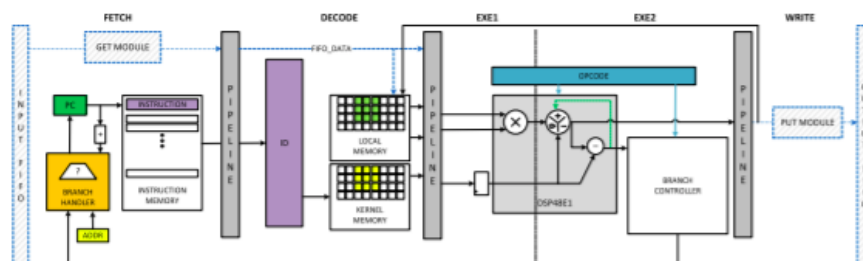 FETCH
DECODE
EXE1
EXE2
WRITE
GET MODULE
FIFO_DATA
INPUT FIFO
PC
INSTRUCTION
+
?
BRANCH
HANDLER
ADDR
INSTRUCTION
MEMORY
PIPELINE
ID
LOCAL
MEMORY
KERNEL
MEMORY
PIPELINE
OPCODE
DSP48E1
BRANCH
CONTROLLER
PIPELINE
PUT MODULE